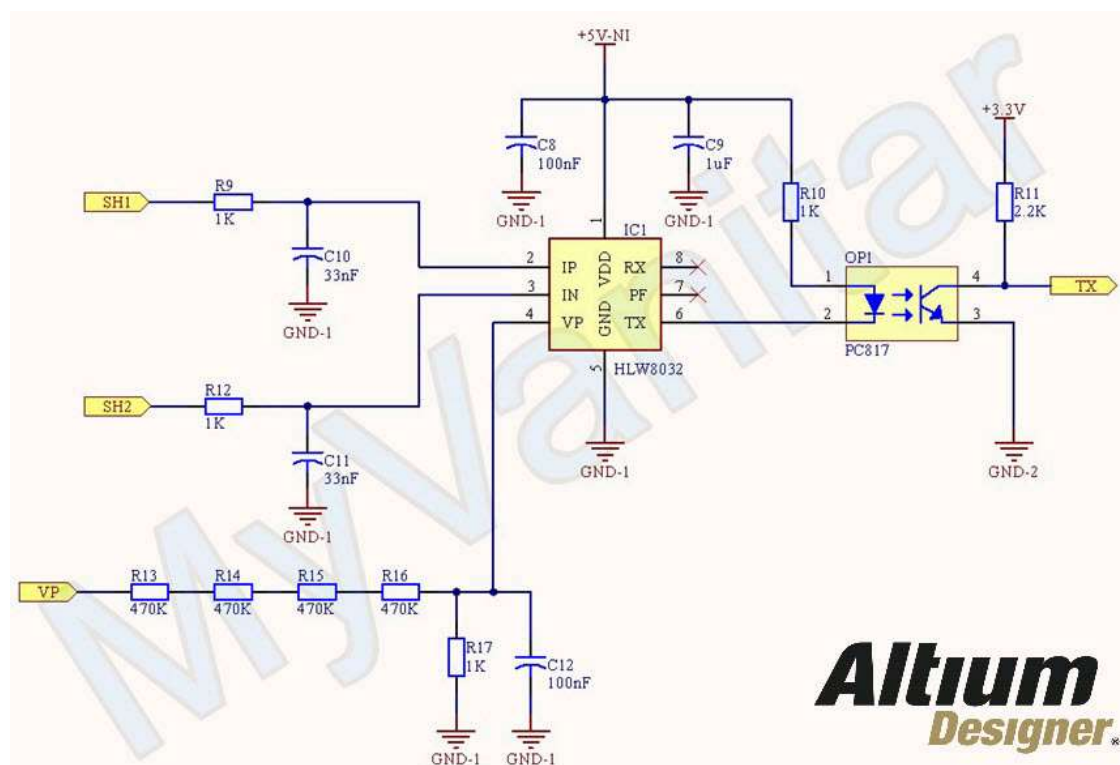 +5V-NI
C8
100nF
C9
1uF
+3.3V
GND-1
GND-1
R10
1K
R11
2.2K
SH1
R9
1K
C10
33nF
GND-1
1
IC1
2
3
4
IP
IN
VP
VDD
GND
RX
PF
TX
8
7
6
5
HLW8032
OP1
1
2
4
3
PC817
TX
SH2
R12
1K
C11
33nF
GND-1
GND-1
GND-2
VP
R13
470K
R14
470K
R15
470K
R16
470K
R17
1K
C12
100nF
GND-1
GND-1
MyVanitar
Altium
Designer®